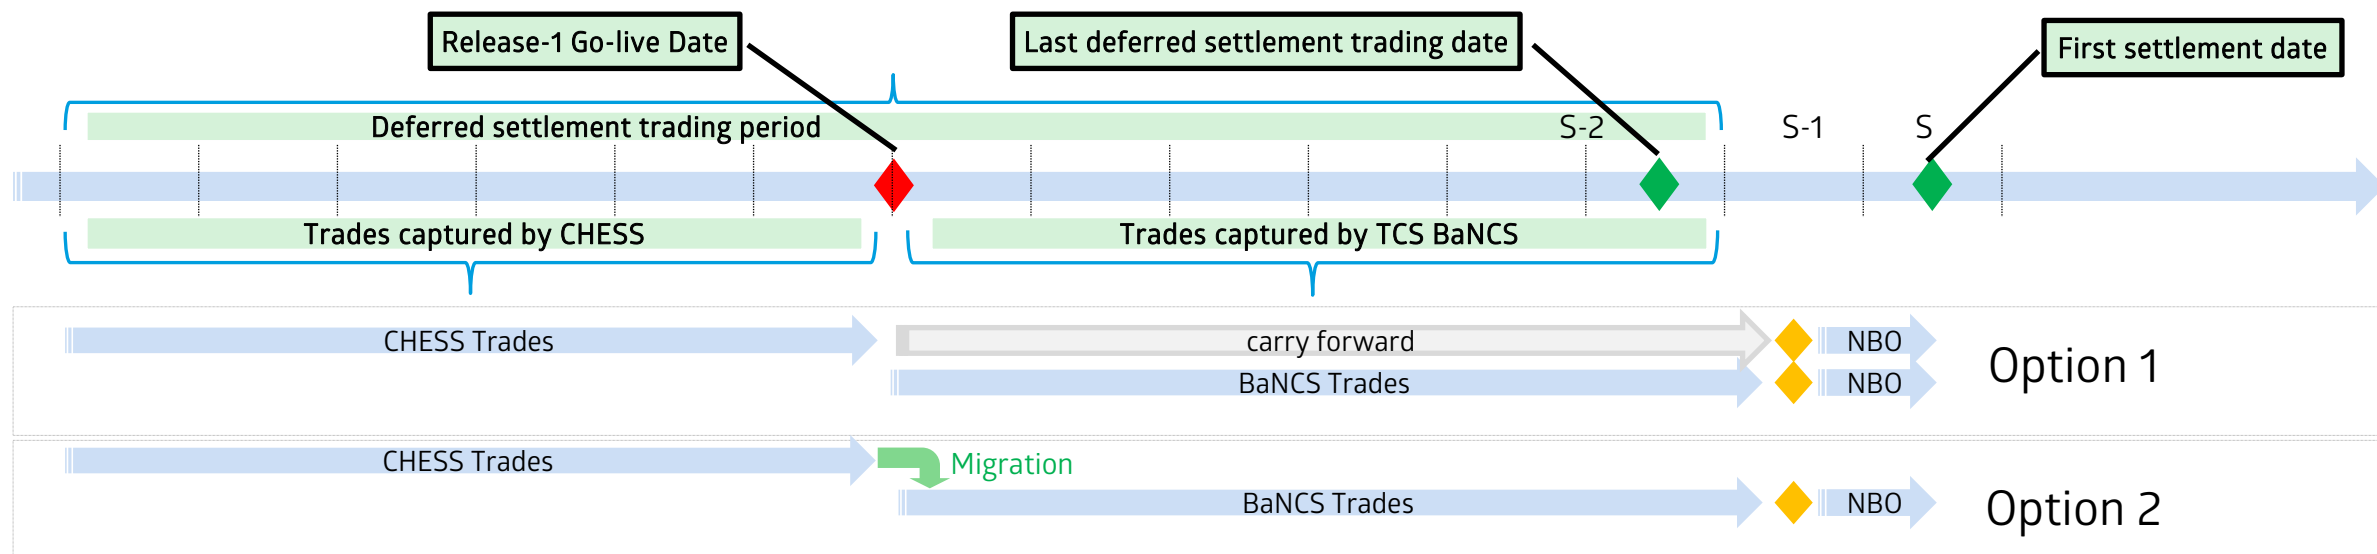 Release-1 Go-live Date
Last deferred settlement trading date
First settlement date
Deferred settlement trading period
S-2
S-1
S
Trades captured by CHESS
Trades captured by TCS BaNCS
CHESS Trades
carry forward
NBO
BaNCS Trades
NBO
Option 1
CHESS Trades
Migration
BaNCS Trades
NBO
Option 2